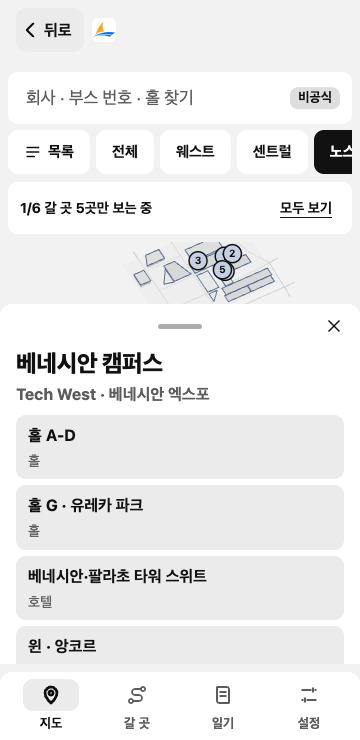 뒤로
회사 · 부스 번호 · 홀 찾기
비공식
목록
전체
웨스트
센트럴
노스
1/6 갈 곳 5곳만 보는 중
모두 보기
3
2
5
베네시안 캠퍼스
Tech West · 베네시안 엑스포
홀 A-D
홀
홀 G · 유레카 파크
홀
베네시안·팔라초 타워 스위트
호텔
윈 · 앙코르
지도
갈 곳
일기
설정